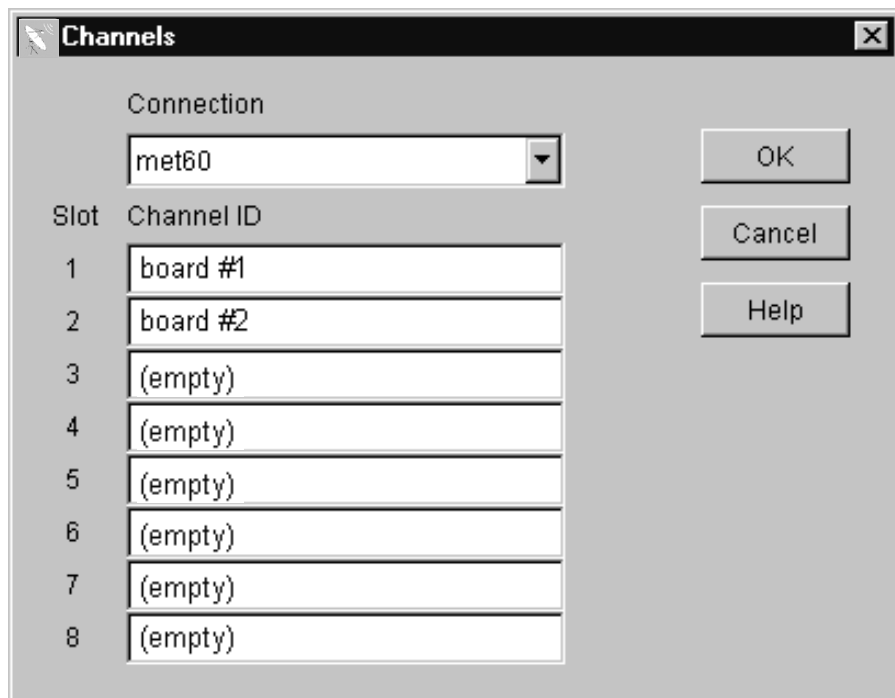 Channels
Connection
met60
OK
Slot Channel ID
Cancel
1 board #1
2 board #2
Help
3 (empty)
4 (empty)
5 (empty)
6 (empty)
7 (empty)
8 (empty)